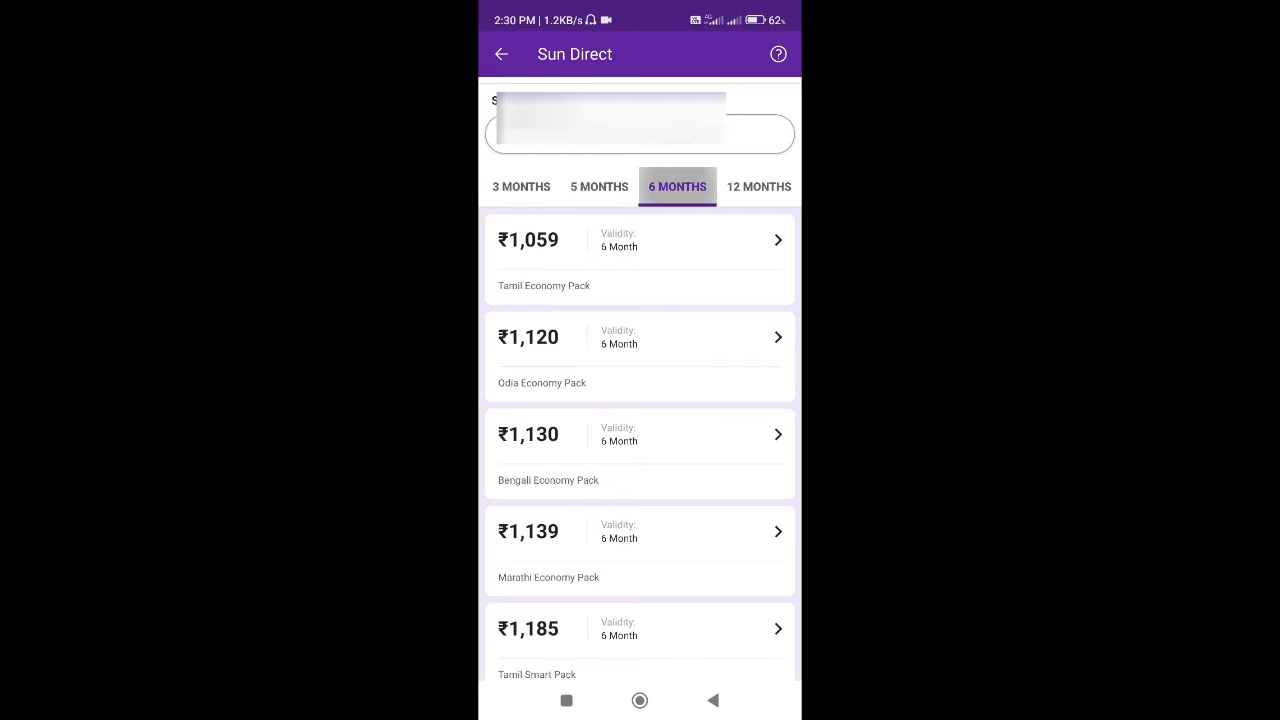 2:30 PM | 1.2KB/s 4G 62%
Sun Direct
S
3 MONTHS 5 MONTHS 6 MONTHS 12 MONTHS
₹1,059 Validity:
6 Month
Tamil Economy Pack
₹1,120 Validity:
6 Month
Odia Economy Pack
₹1,130 Validity:
6 Month
Bengali Economy Pack
₹1,139 Validity:
6 Month
Marathi Economy Pack
₹1,185 Validity:
6 Month
Tamil Smart Pack